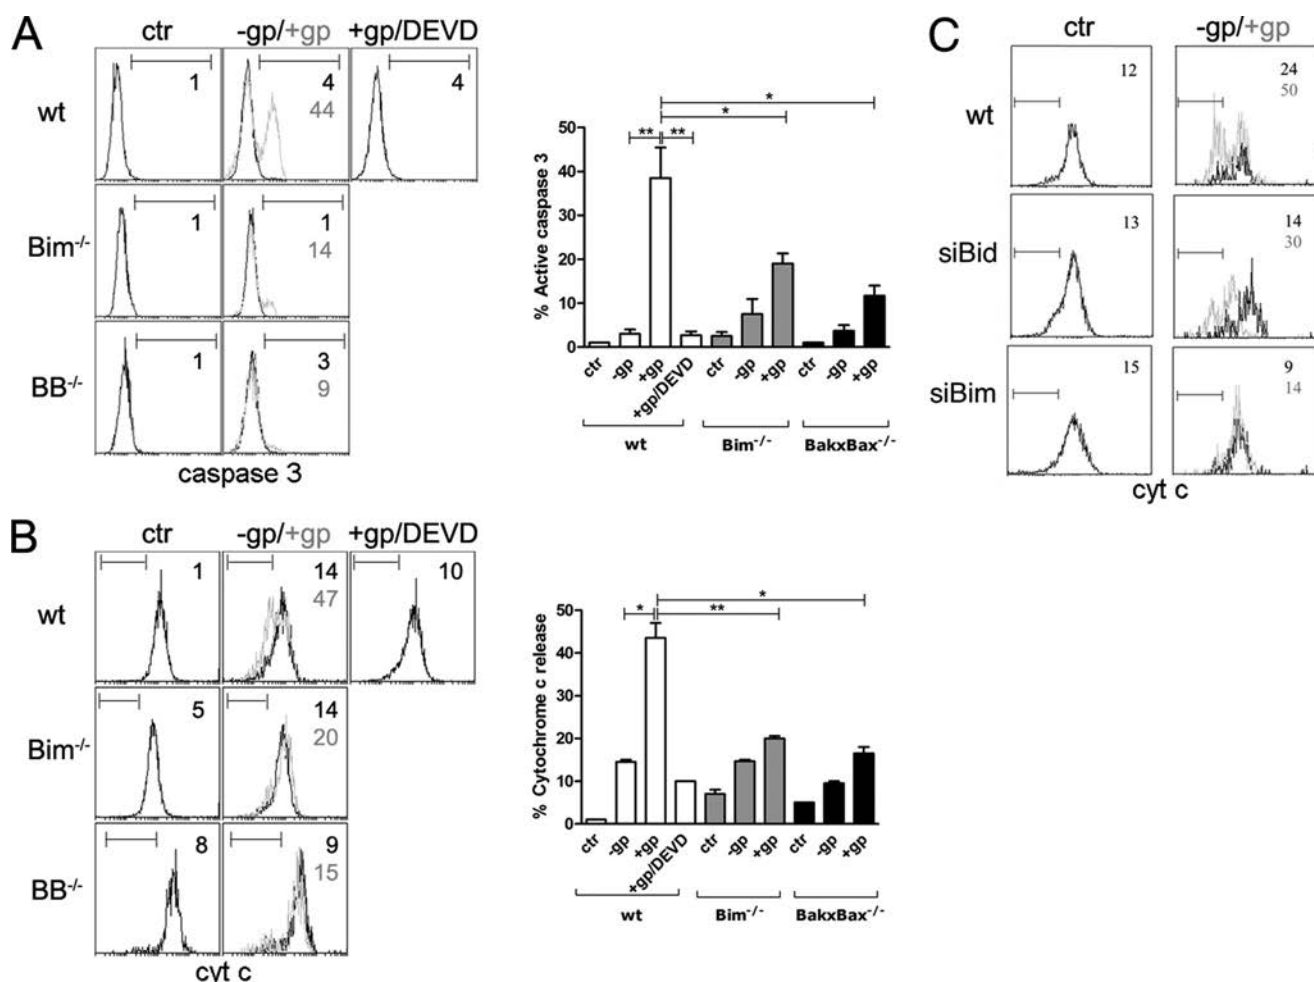 A
ctr -gp/+gp +gp/DEVD
wt
1
4
44
4
Bim-/-
1
1
14
BB-/-
1
3
9
caspase 3
% Active caspase 3
50
40
30
20
10
0
** **
*
*
ctr -gp +gp +gp/DEVD ctr -gp +gp ctr -gp +gp
wt Bim-/- BakxBax-/-
B
ctr -gp/+gp +gp/DEVD
wt
1
14
47
10
Bim-/-
5
14
20
BB-/-
8
9
15
cyt c
% Cytochrome c release
50
40
30
20
10
0
* **
*
ctr -gp +gp +gp/DEVD ctr -gp +gp ctr -gp +gp
wt Bim-/- BakxBax-/-
C
ctr -gp/+gp
wt
12
24
50
siBid
13
14
30
siBim
15
9
14
cyt c